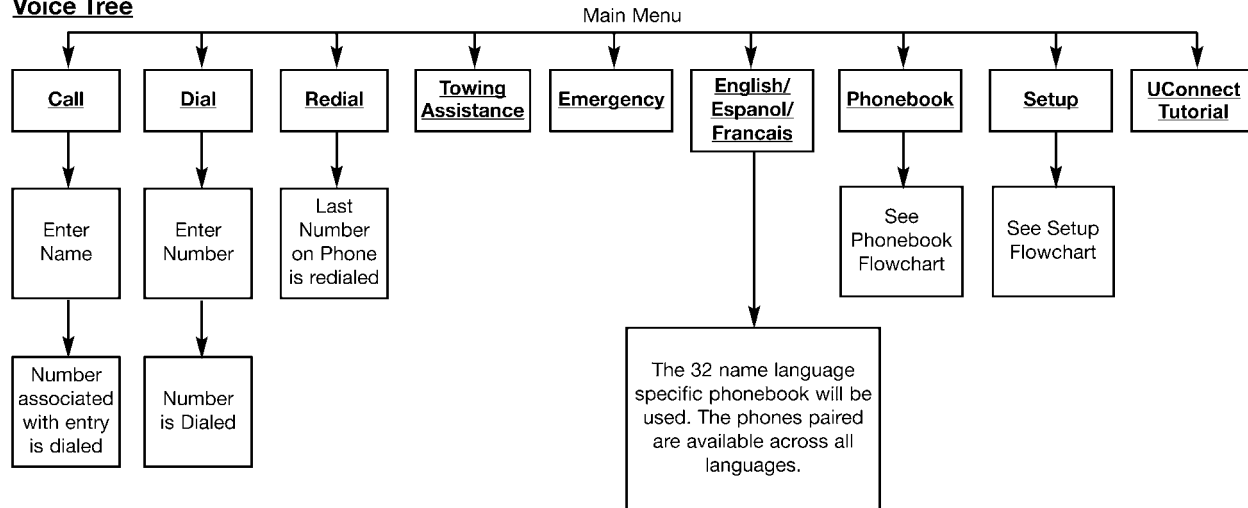 Voice Tree
Main Menu
Call
Dial
Redial
Towing
Assistance
Emergency
English/
Espanol/
Francais
Phonebook
Setup
UConnect
Tutorial
Enter
Name
Enter
Number
Last
Number
on Phone
is redialed
See
Phonebook
Flowchart
See Setup
Flowchart
Number
associated
with entry
is dialed
Number
is Dialed
The 32 name language
specific phonebook will be
used. The phones paired
are available across all
languages.